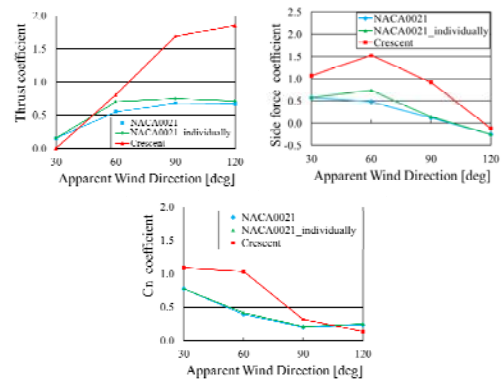 2.0
1.5
1.0
0.5
0.0
Thrust coefficient
NACA0021
NACA0021_individually
Crescent
30 60 90 120
Apparent Wind Direction [deg]
2.5
2.0
1.5
1.0
0.5
0.0
-0.5
Side force coefficient
NACA0021
NACA0021_individually
Crescent
30 60 90 120
Apparent Wind Direction [deg]
2.0
1.5
1.0
0.5
0.0
Cn coefficient
NACA0021
NACA0021_individually
Crescent
30 60 90 120
Apparent Wind Direction [deg]